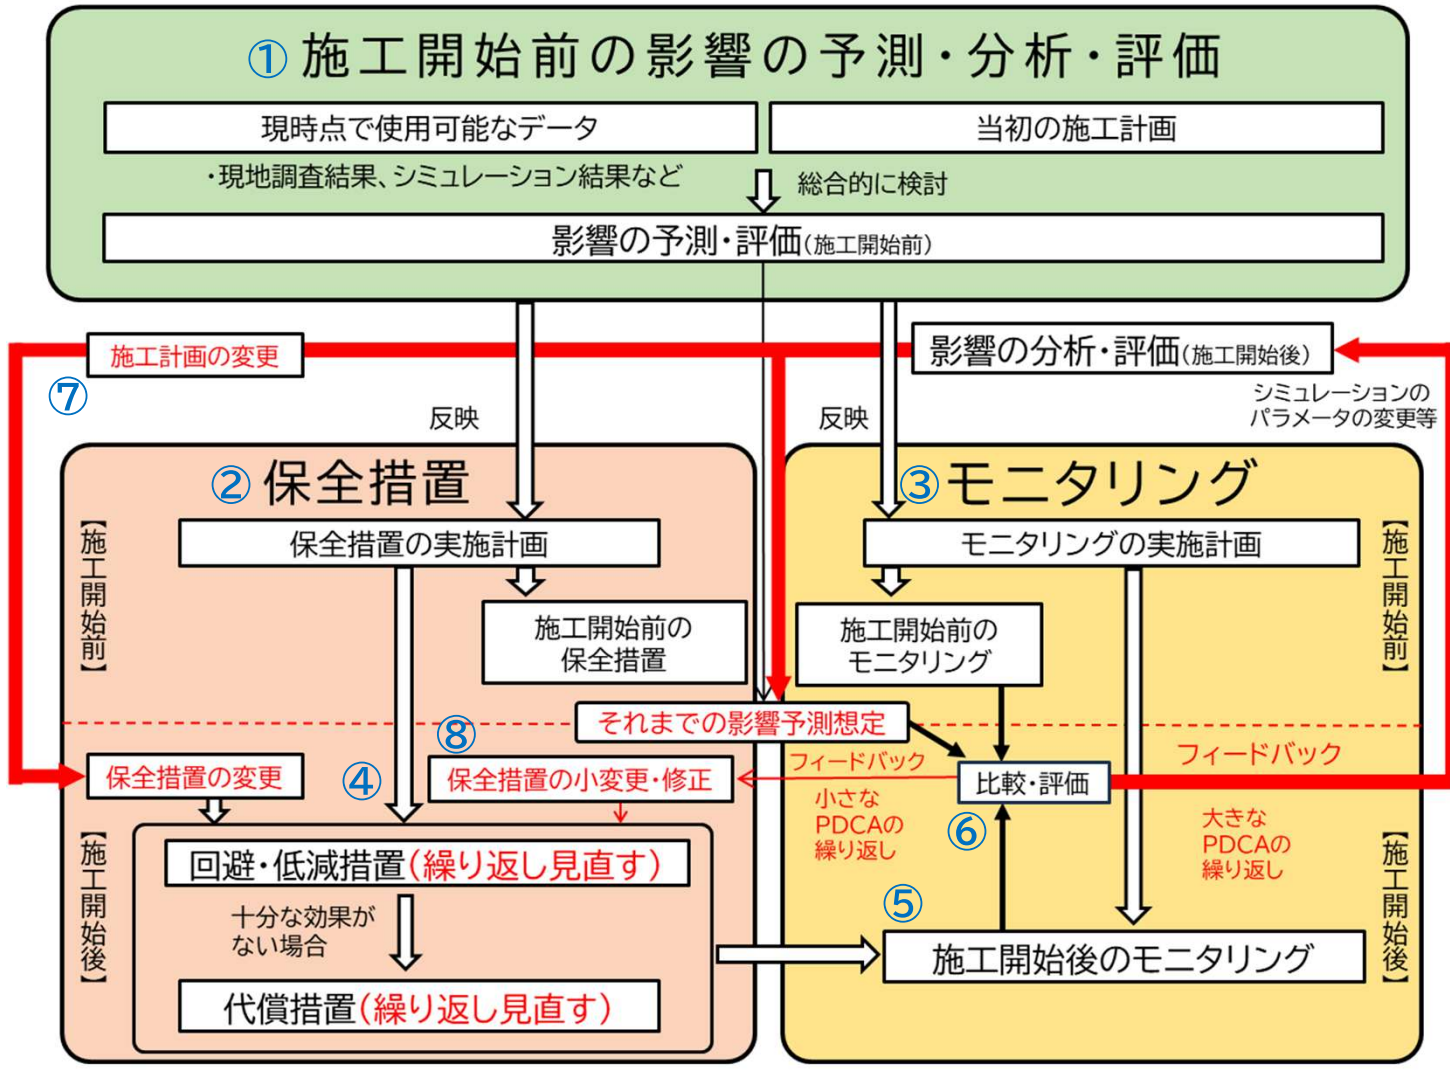 ①施工開始前の影響の予測・分析・評価
現時点で使用可能なデータ
当初の施工計画
・現地調査結果、シミュレーション結果など
総合的に検討
影響の予測・評価(施工開始前)
施工計画の変更
影響の分析・評価(施工開始後)
⑦
シミュレーションの
パラメータの変更等
反映
反映
②保全措置
③モニタリング
【施工開始前】
保全措置の実施計画
モニタリングの実施計画
【施工開始前】
施工開始前の
保全措置
施工開始前の
モニタリング
それまでの影響予測想定
⑧
保全措置の変更
④
保全措置の小変更・修正
フィードバック
小さな
PDCAの
繰り返し
比較・評価
⑥
フィードバック
大きな
PDCAの
繰り返し
【施工開始後】
回避・低減措置(繰り返し見直す)
十分な効果が
ない場合
代償措置(繰り返し見直す)
⑤
施工開始後のモニタリング
【施工開始後】